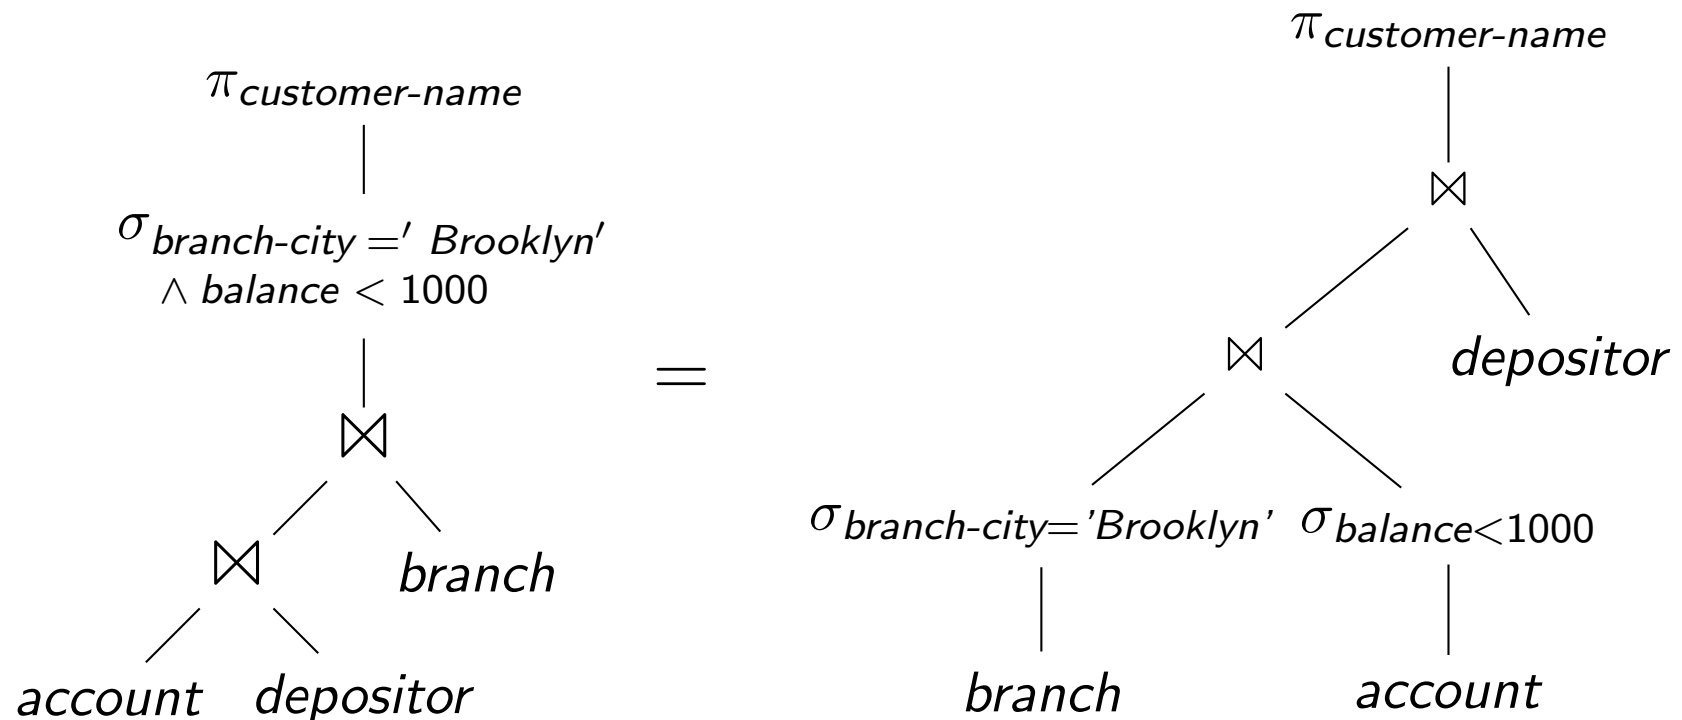 π customer-name
σ branch-city =′ Brooklyn′
∧ balance < 1000
⋈
⋈ branch
account depositor
=
π customer-name
⋈
⋈ depositor
σ branch-city='Brooklyn' σ balance<1000
branch account